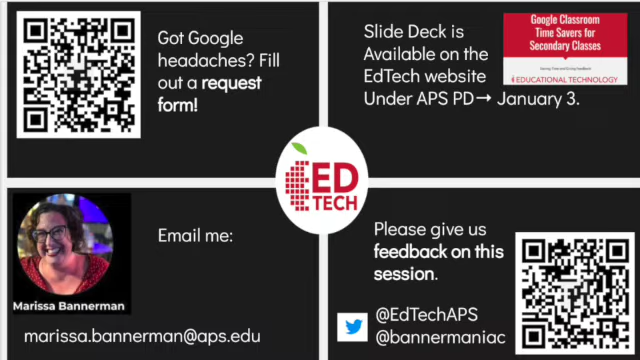 Got Google
headaches? Fill
out a request
form!
Slide Deck is
Available on the
EdTech website
Under APS PD→ January 3.
Google Classroom
Time Savers for
Secondary Classes
EDUCATIONAL TECHNOLOGY
ED
TECH
Marissa Bannerman
Email me:
marissa.bannerman@aps.edu
Please give us
feedback on this
session.
@EdTechAPS
@bannermaniac